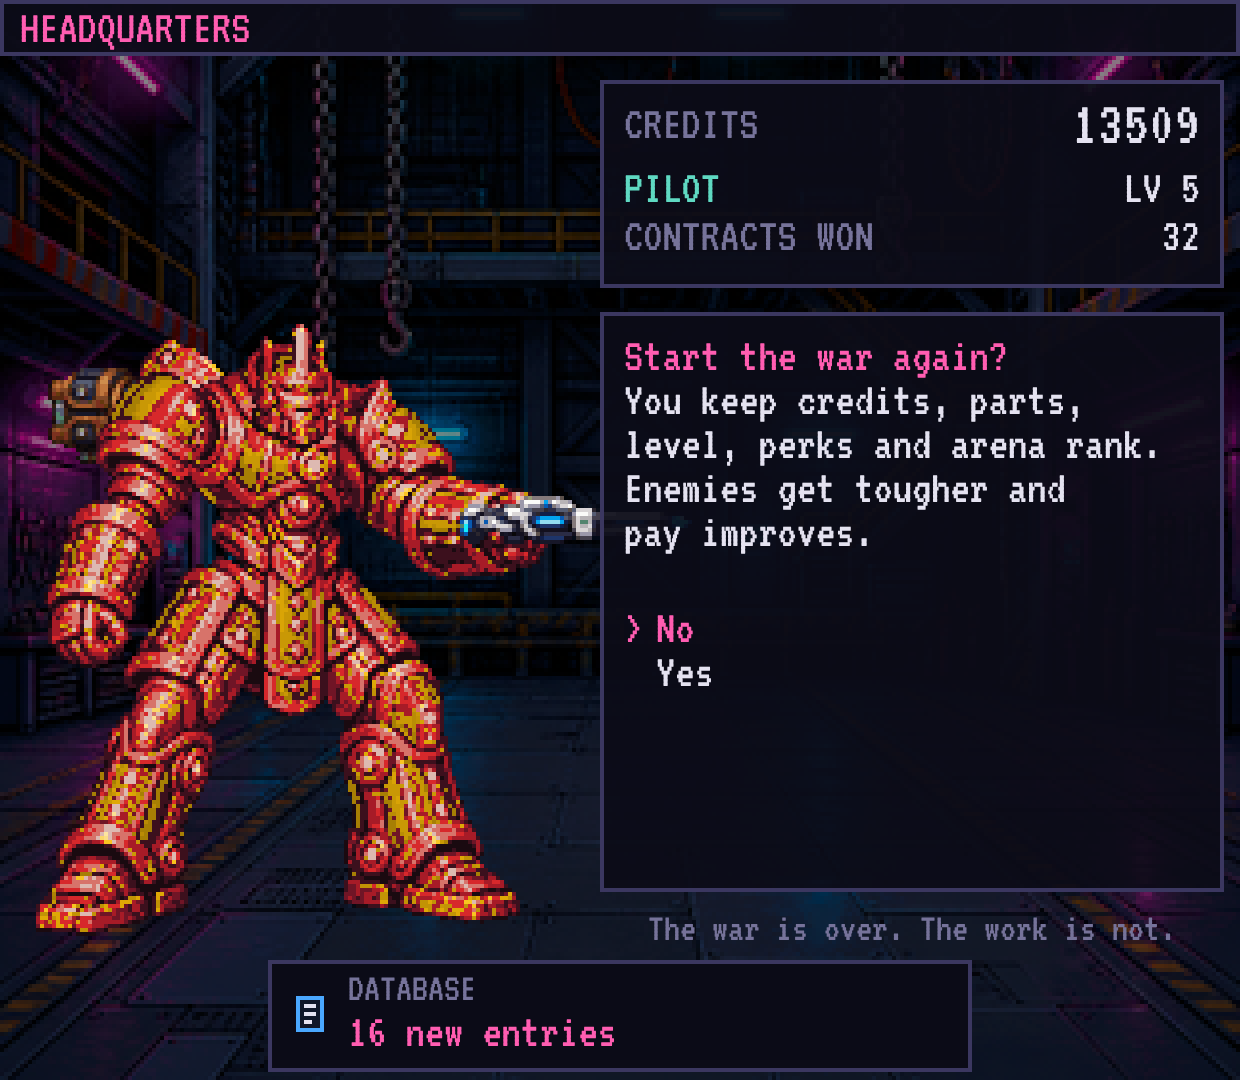 HEADQUARTERS
CREDITS 13509
PILOT LV 5
CONTRACTS WON 32
Start the war again?
You keep credits, parts,
level, perks and arena rank.
Enemies get tougher and
pay improves.
> No
Yes
The war is over. The work is not.
DATABASE
16 new entries